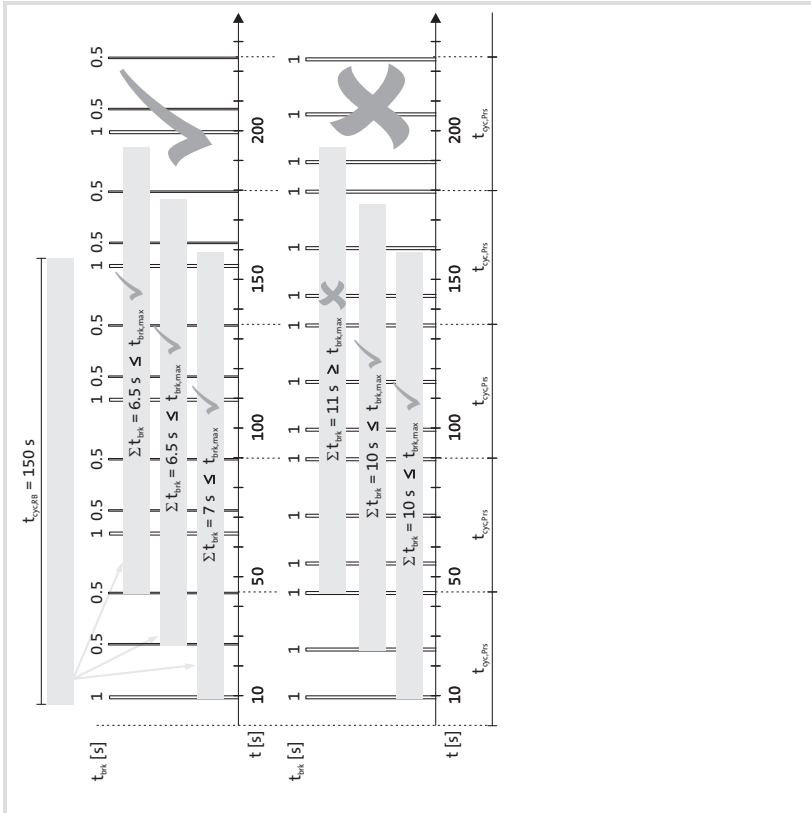 t_cyc,RB = 150 s
t_brk [s] 1 0.5 0.5 1 0.5 0.5 1 0.5 0.5 1 0.5 0.5 1 0.5 0.5
Σ t_brk = 6.5 s ≤ t_brk,max
Σ t_brk = 6.5 s ≤ t_brk,max
Σ t_brk = 7 s ≤ t_brk,max
t [s] 10 50 100 150 200
t_brk [s] 1 1 1 1 1 1 1 1 1 1 1 1 1 1 1
Σ t_brk = 11 s ≥ t_brk,max
Σ t_brk = 10 s ≤ t_brk,max
Σ t_brk = 10 s ≤ t_brk,max
t [s] 10 50 100 150 200
t_cyc,Prs t_cyc,Prs t_cyc,Prs t_cyc,Prs t_cyc,Prs